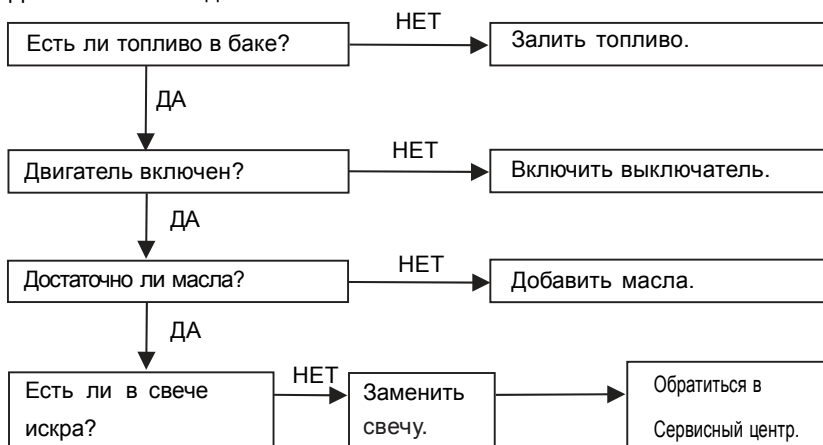 Есть ли топливо в баке?
НЕТ
Залить топливо.
ДА
Двигатель включен?
НЕТ
Включить выключатель.
ДА
Достаточно ли масла?
НЕТ
Добавить масла.
ДА
Есть ли в свече
искра?
НЕТ
Заменить
свечу.
Обратиться в
Сервисный центр.